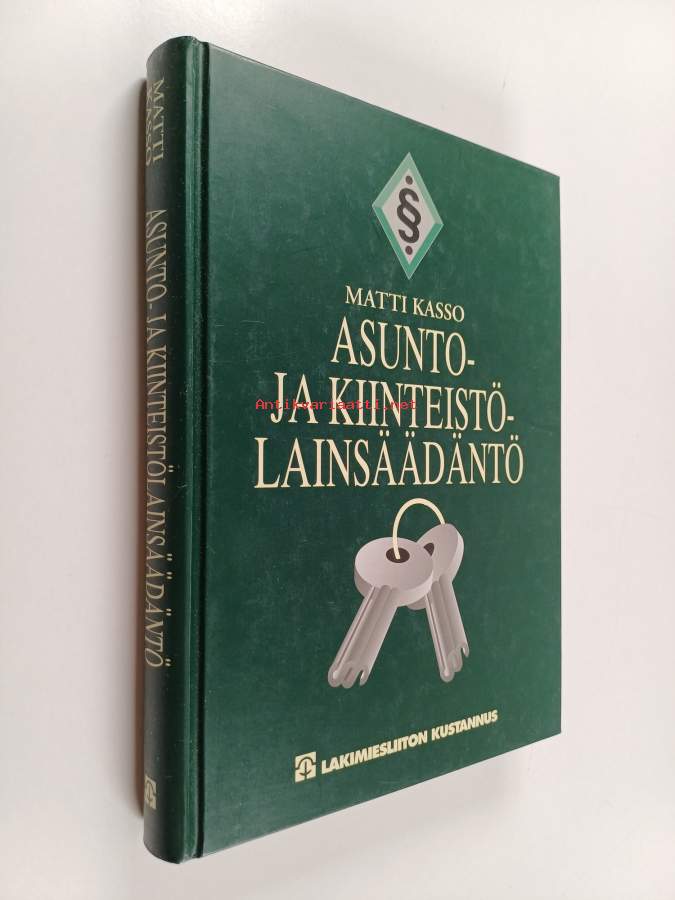 MATTI KASSO
ASUNTO- JA KIINTEISTÖLAINSÄÄDÄNTÖ
§
MATTI KASSO
ASUNTO-
JA KIINTEISTÖ-
Antikvariaatti.net
LAINSÄÄDÄNTÖ
LAKIMIESLIITON KUSTANNUS